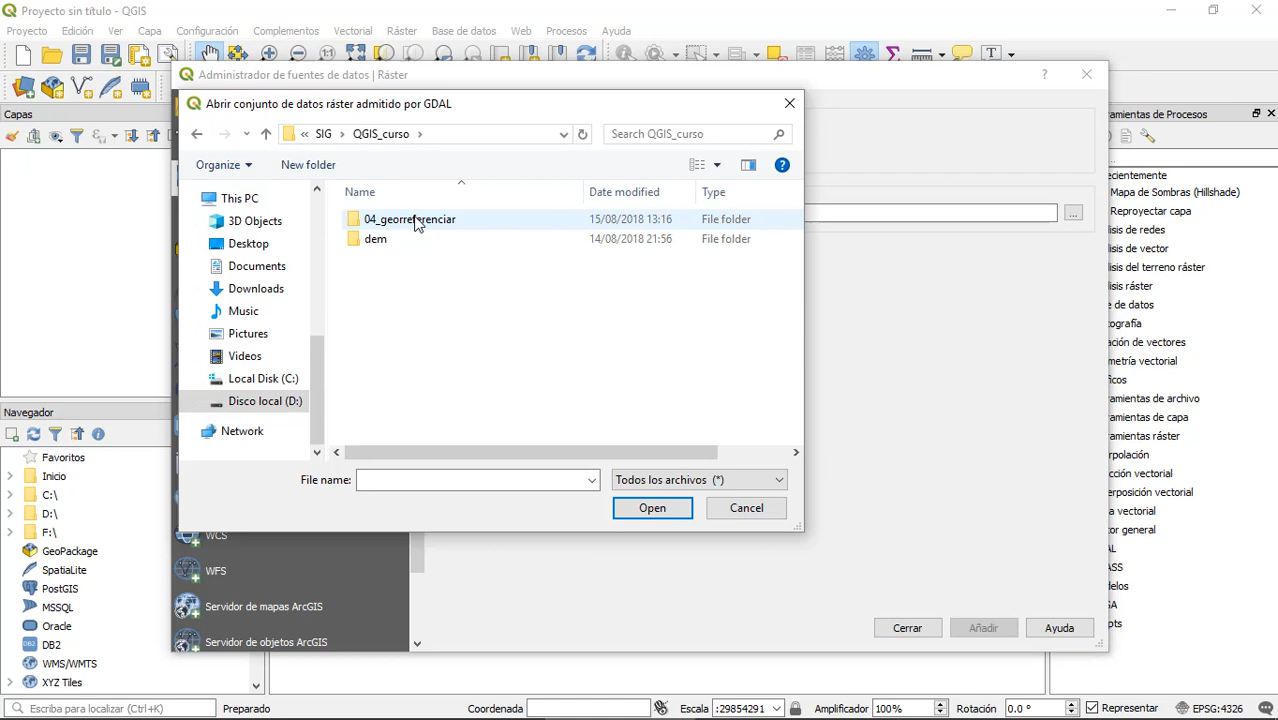 Proyecto sin título - QGIS
Proyecto Edición Ver Capa Configuración Complementos Vectorial Ráster Base de datos Web Procesos Ayuda
Administrador de fuentes de datos | Ráster
Abrir conjunto de datos ráster admitido por GDAL
« SIG › QGIS_curso ›
Search QGIS_curso
Organize
New folder
Name Date modified Type
04_georreferenciar 15/08/2018 13:16 File folder
dem 14/08/2018 21:56 File folder
This PC
3D Objects
Desktop
Documents
Downloads
Music
Pictures
Videos
Local Disk (C:)
Disco local (D:)
Network
File name:
Todos los archivos (*)
Open
Cancel
WCS
WFS
Servidor de mapas ArcGIS
Servidor de objetos ArcGIS
Cerrar
Añadir
Ayuda
Capas
Navegador
Favoritos
Inicio
C:\
D:\
F:\
GeoPackage
SpatiaLite
PostGIS
MSSQL
Oracle
DB2
WMS/WMTS
XYZ Tiles
ramientas de Procesos
...
ecientemente
Mapa de Sombras (Hillshade)
Reproyectar capa
lisis de redes
lisis de vector
lisis del terreno ráster
lisis ráster
e de datos
tografía
ación de vectores
metría vectorial
ficos
ramientas de archivo
ramientas de capa
ramientas ráster
rpolación
cción vectorial
erposición vectorial
tor general
AL
ASS
delos
GA
pts
Escriba para localizar (Ctrl+K)
Preparado
Coordenada
Escala :29854291
Amplificador 100%
Rotación 0.0 °
Representar
EPSG:4326